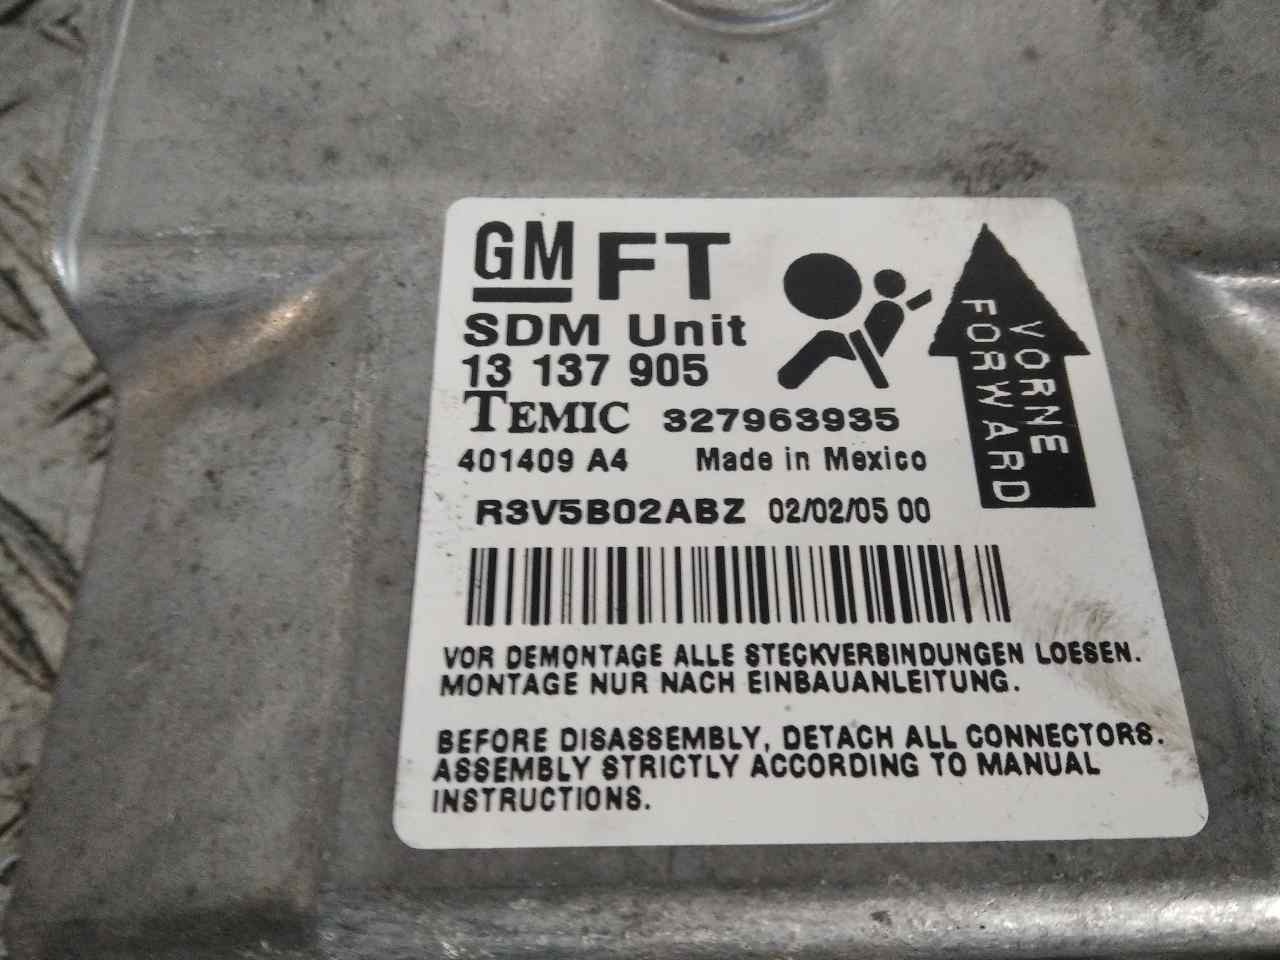 GM FT
SDM Unit
13 137 905
TEMIC 327963935
401409 A4 Made in Mexico
R3V5B02ABZ 02/02/05 00
VORNE
FORWARD
VOR DEMONTAGE ALLE STECKVERBINDUNGEN LOESEN.
MONTAGE NUR NACH EINBAUANLEITUNG.
BEFORE DISASSEMBLY, DETACH ALL CONNECTORS.
ASSEMBLY STRICTLY ACCORDING TO MANUAL
INSTRUCTIONS.